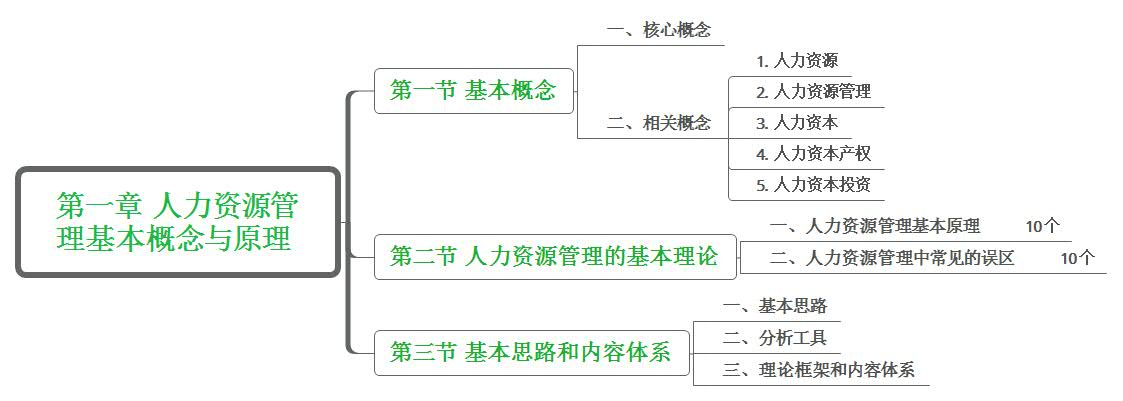 第一章 人力资源管
理基本概念与原理
第一节 基本概念
一、核心概念
二、相关概念
1. 人力资源
2. 人力资源管理
3. 人力资本
4. 人力资本产权
5. 人力资本投资
第二节 人力资源管理的基本理论
一、人力资源管理基本原理 10个
二、人力资源管理中常见的误区 10个
第三节 基本思路和内容体系
一、基本思路
二、分析工具
三、理论框架和内容体系